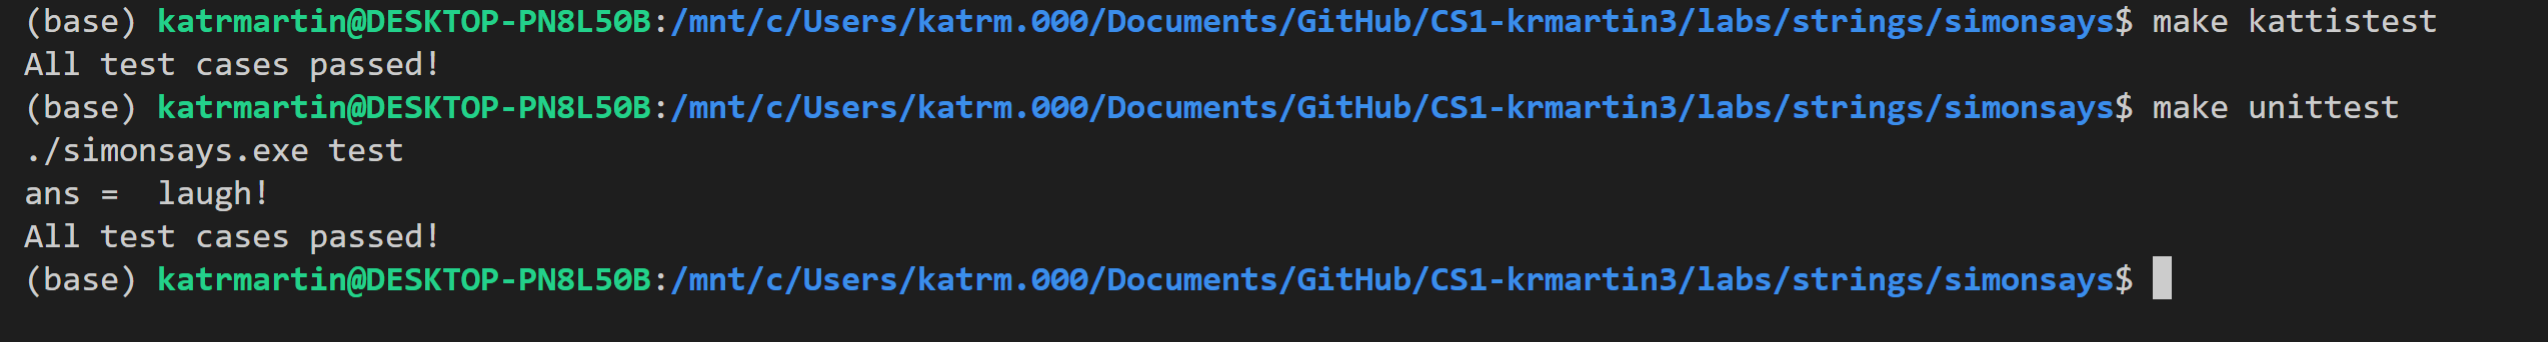 (base) katrmartin@DESKTOP-PN8L50B:/mnt/c/Users/katrm.000/Documents/GitHub/CS1-krmartin3/labs/strings/simonsays$ make kattistest
All test cases passed!
(base) katrmartin@DESKTOP-PN8L50B:/mnt/c/Users/katrm.000/Documents/GitHub/CS1-krmartin3/labs/strings/simonsays$ make unittest
./simonsays.exe test
ans =  laugh!
All test cases passed!
(base) katrmartin@DESKTOP-PN8L50B:/mnt/c/Users/katrm.000/Documents/GitHub/CS1-krmartin3/labs/strings/simonsays$